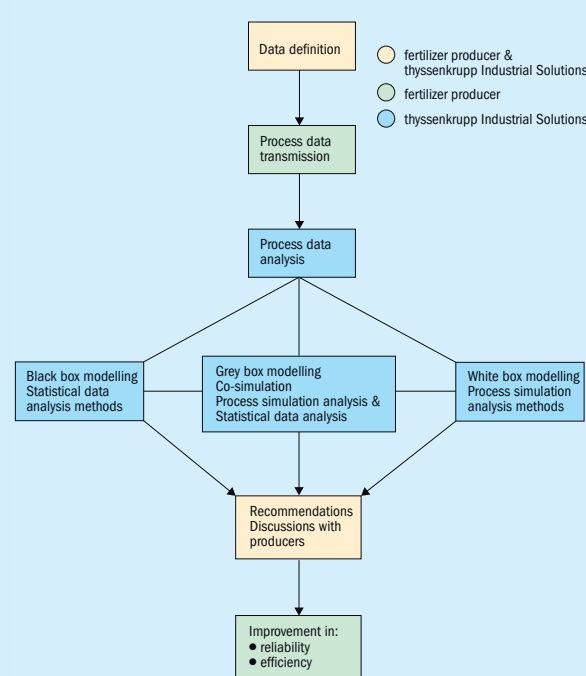 Data definition
fertilizer producer &
thyssenkrupp Industrial Solutions
fertilizer producer
thyssenkrupp Industrial Solutions
Process data
transmission
Process data
analysis
Black box modelling
Statistical data
analysis methods
Grey box modelling
Co-simulation
Process simulation analysis &
Statistical data analysis
White box modelling
Process simulation
analysis methods
Recommendations
Discussions with
producers
Improvement in:
● reliability
● efficiency